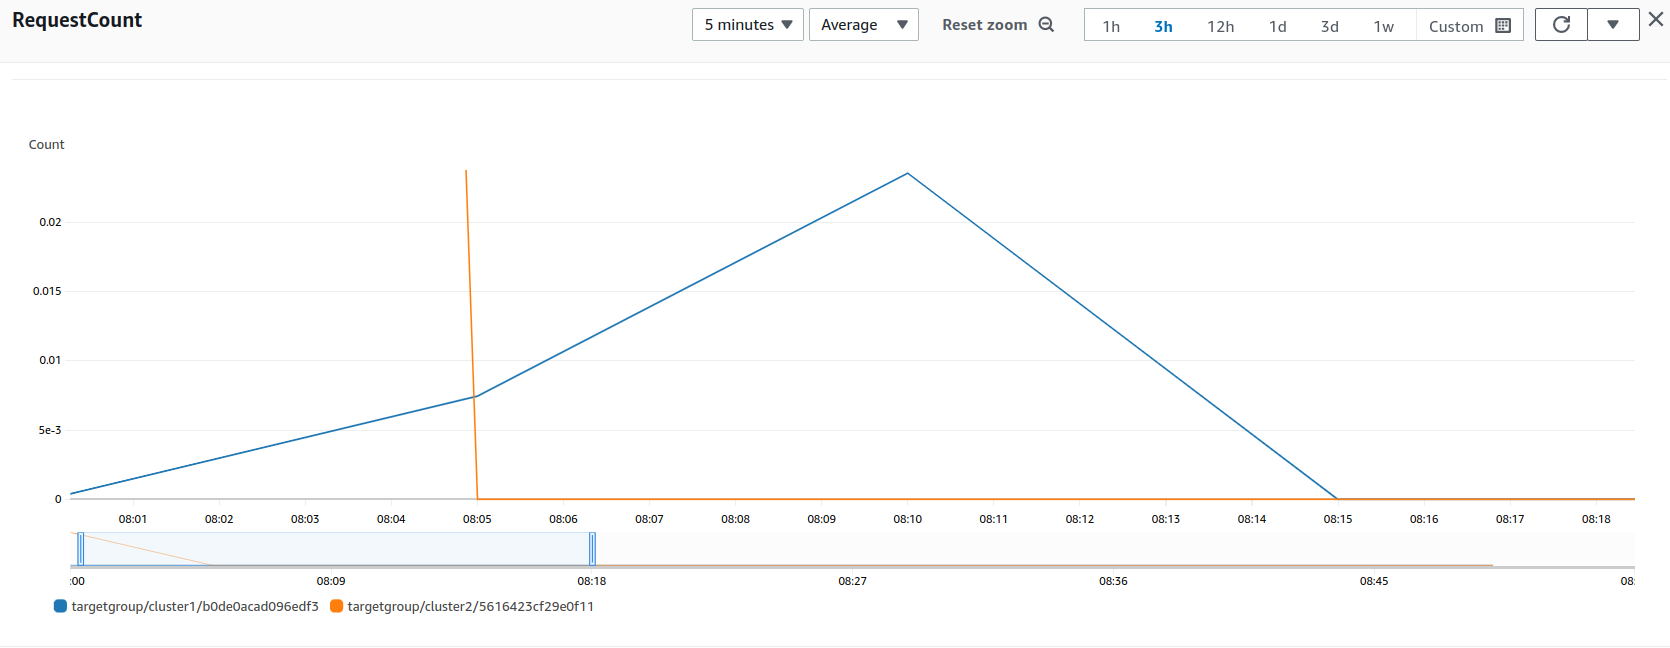 RequestCount
5 minutes Average Reset zoom 1h 3h 12h 1d 3d 1w Custom
Count
0.02
0.015
0.01
5e-3
0
08:01 08:02 08:03 08:04 08:05 08:06 08:07 08:08 08:09 08:10 08:11 08:12 08:13 08:14 08:15 08:16 08:17 08:18
:00 08:09 08:18 08:27 08:36 08:45 08:
targetgroup/cluster1/b0de0acad096edf3 targetgroup/cluster2/5616423cf29e0f11